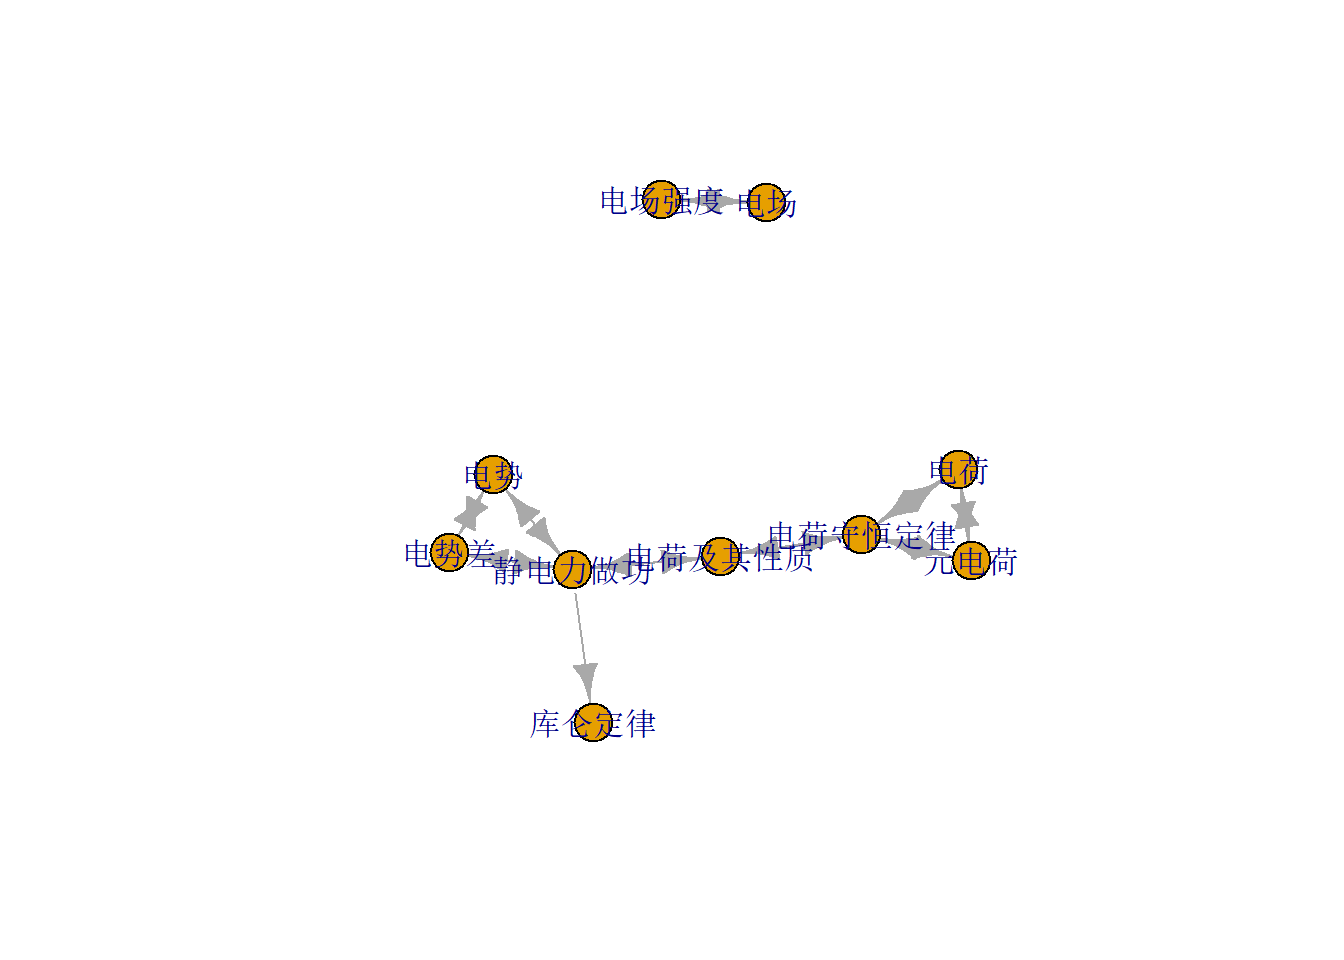 电场强度
电场
电势
电荷
电荷守恒定律
电势差
电荷及其性质
元电荷
静电力做功
库仑定律